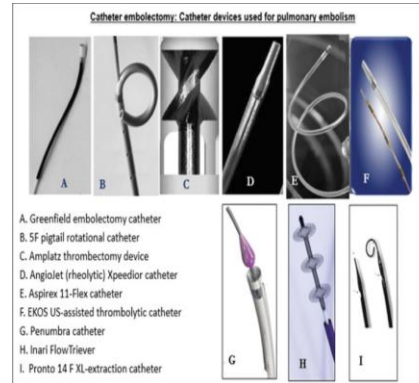 Catheter embolectomy: Catheter devices used for pulmonary embolism
A
B
C
D
E
F
A. Greenfield embolectomy catheter
B. 5F pigtail rotational catheter
C. Amplatz thrombectomy device
D. AngioJet (rheolytic) Xpeedior catheter
E. Aspirex 11-Flex catheter
F. EKOS US-assisted thrombolytic catheter
G. Penumbra catheter
H. Inari FlowTriever
I. Pronto 14 F XL-extraction catheter
G
H
I